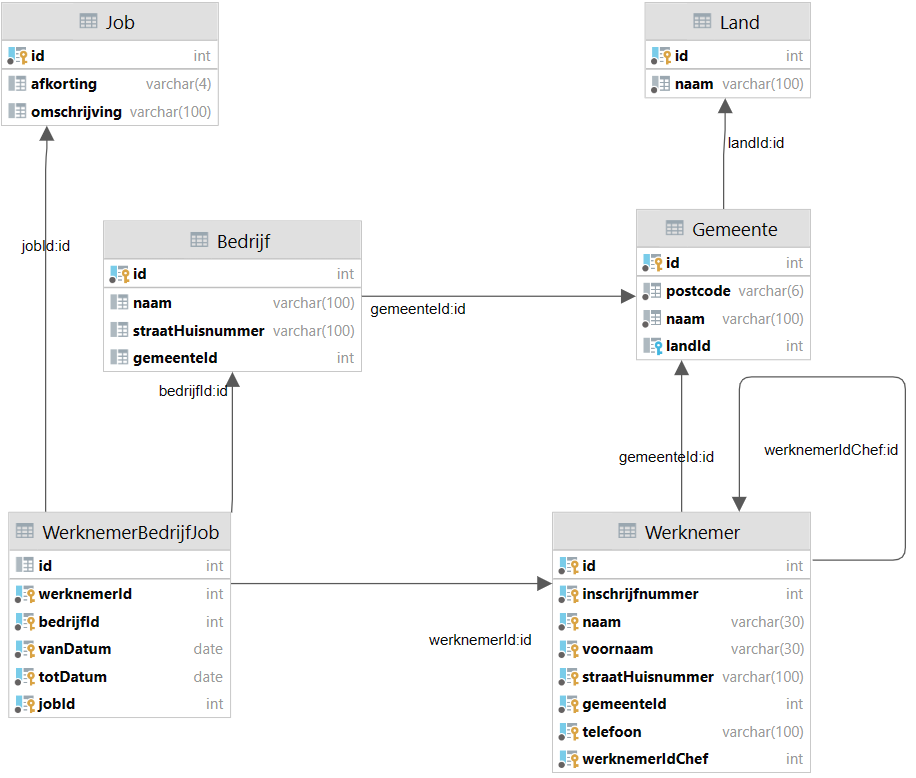 Job
id int
afkorting varchar(4)
omschrijving varchar(100)
Land
id int
naam varchar(100)
landId:id
jobId:id
Bedrijf
id int
naam varchar(100)
straatHuisnummer varchar(100)
gemeenteId int
gemeenteId:id
Gemeente
id int
postcode varchar(6)
naam varchar(100)
landId int
bedrijfId:id
gemeenteId:id
werknemerIdChef:id
WerknemerBedrijfJob
id int
werknemerId int
bedrijfId int
vanDatum date
totDatum date
jobId int
werknemerId:id
Werknemer
id int
inschrijfnummer int
naam varchar(30)
voornaam varchar(30)
straatHuisnummer varchar(100)
gemeenteId int
telefoon varchar(100)
werknemerIdChef int